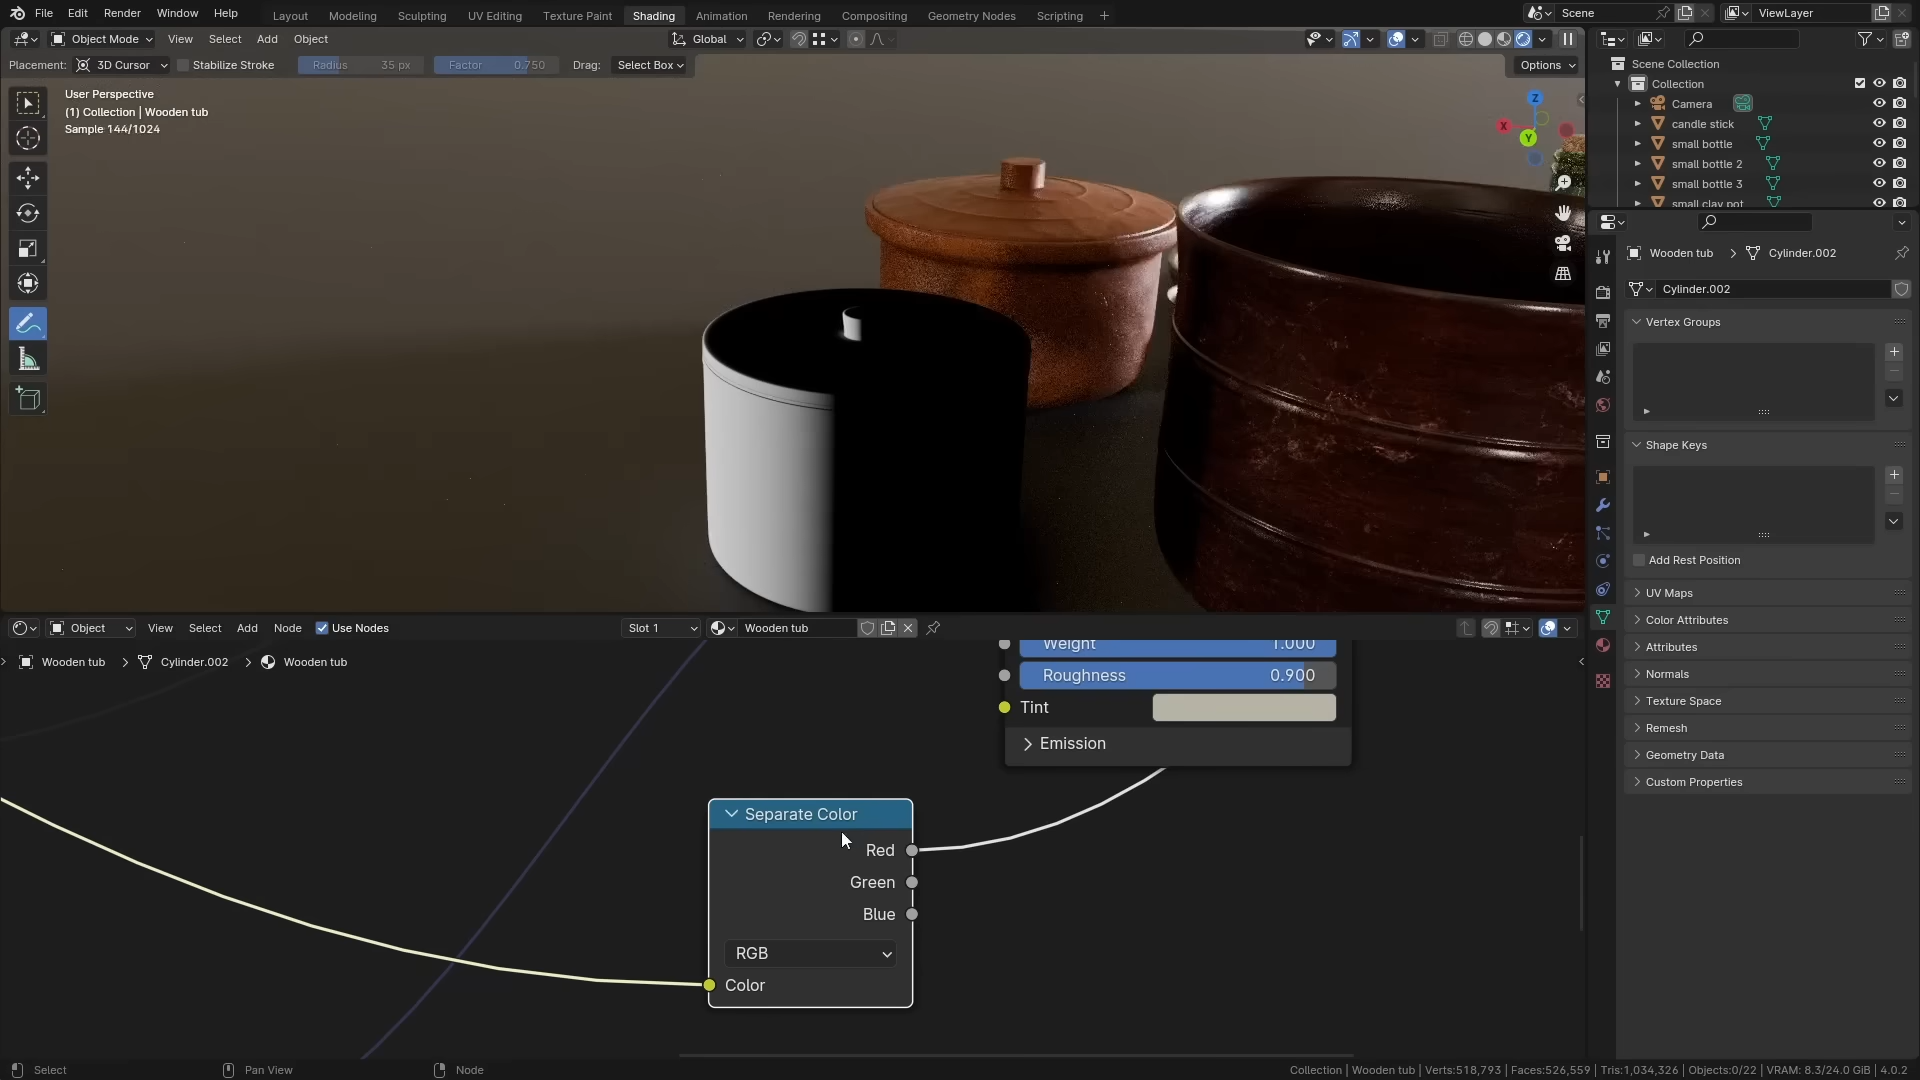 File Edit Render Window Help Layout Modeling Sculpting UV Editing Texture Paint Shading Animation Rendering Compositing Geometry Nodes Scripting + Scene ViewLayer
Object Mode View Select Add Object Global
Placement: 3D Cursor Stabilize Stroke Radius 35 px Factor 0.750 Drag: Select Box Options
User Perspective
(1) Collection | Wooden tub
Sample 144/1024
Z
X
Y
Scene Collection
Collection
Camera
candle stick
small bottle
small bottle 2
small bottle 3
small clay pot
Wooden tub Cylinder.002
Cylinder.002
Vertex Groups
Shape Keys
Add Rest Position
UV Maps
Color Attributes
Attributes
Normals
Texture Space
Remesh
Geometry Data
Custom Properties
Object View Select Add Node Use Nodes Slot 1 Wooden tub
Wooden tub Cylinder.002 Wooden tub
Weight 1.000
Roughness 0.900
Tint
Emission
Separate Color
Red
Green
Blue
RGB
Color
Select Pan View Node Collection | Wooden tub | Verts:518,793 | Faces:526,559 | Tris:1,034,326 | Objects:0/22 | VRAM: 8.3/24.0 GiB | 4.0.2